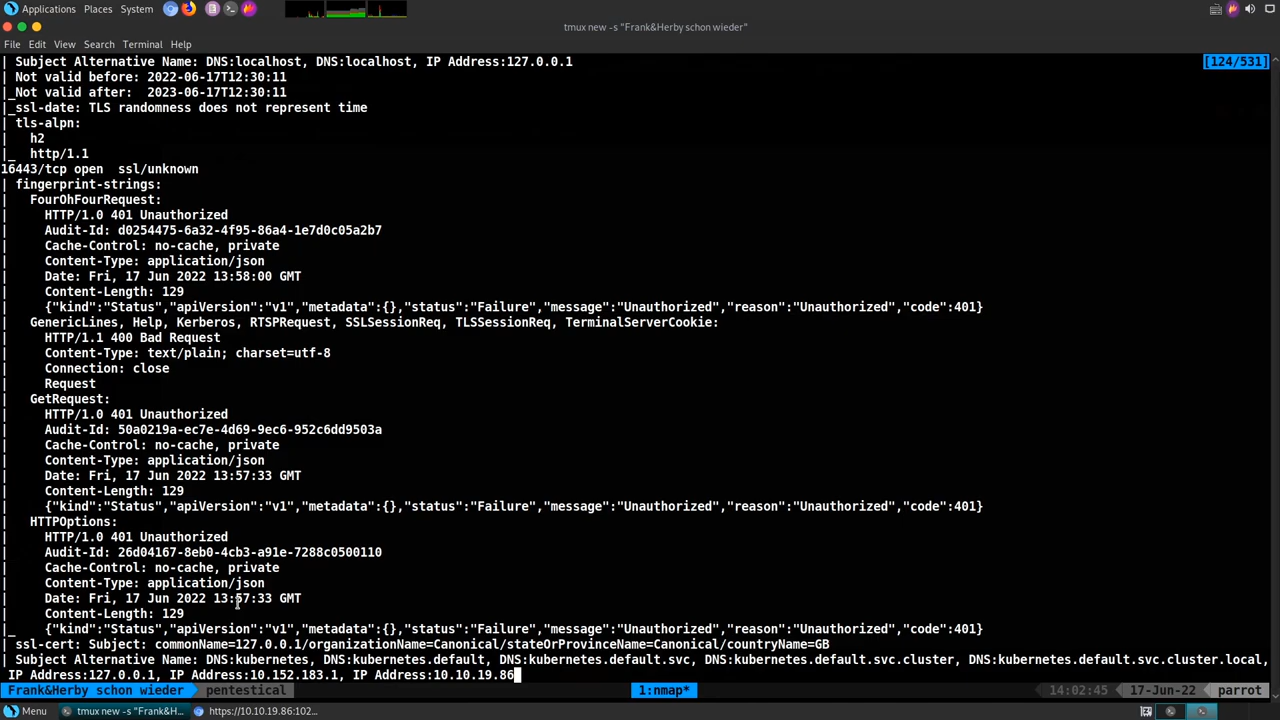 Applications Places System
tmux new -s "Frank&Herby schon wieder"
File Edit View Search Terminal Help
| Subject Alternative Name: DNS:localhost, DNS:localhost, IP Address:127.0.0.1
[124/531]
| Not valid before: 2022-06-17T12:30:11
|_Not valid after:  2023-06-17T12:30:11
|_ssl-date: TLS randomness does not represent time
| tls-alpn:
|   h2
|_  http/1.1
16443/tcp open  ssl/unknown
| fingerprint-strings:
|   FourOhFourRequest:
|     HTTP/1.0 401 Unauthorized
|     Audit-Id: d0254475-6a32-4f95-86a4-1e7d0c05a2b7
|     Cache-Control: no-cache, private
|     Content-Type: application/json
|     Date: Fri, 17 Jun 2022 13:58:00 GMT
|     Content-Length: 129
|     {"kind":"Status","apiVersion":"v1","metadata":{},"status":"Failure","message":"Unauthorized","reason":"Unauthorized","code":401}
|   GenericLines, Help, Kerberos, RTSPRequest, SSLSessionReq, TLSSessionReq, TerminalServerCookie:
|     HTTP/1.1 400 Bad Request
|     Content-Type: text/plain; charset=utf-8
|     Connection: close
|     Request
|   GetRequest:
|     HTTP/1.0 401 Unauthorized
|     Audit-Id: 50a0219a-ec7e-4d69-9ec6-952c6dd9503a
|     Cache-Control: no-cache, private
|     Content-Type: application/json
|     Date: Fri, 17 Jun 2022 13:57:33 GMT
|     Content-Length: 129
|     {"kind":"Status","apiVersion":"v1","metadata":{},"status":"Failure","message":"Unauthorized","reason":"Unauthorized","code":401}
|   HTTPOptions:
|     HTTP/1.0 401 Unauthorized
|     Audit-Id: 26d04167-8eb0-4cb3-a91e-7288c0500110
|     Cache-Control: no-cache, private
|     Content-Type: application/json
|     Date: Fri, 17 Jun 2022 13:57:33 GMT
|     Content-Length: 129
|_    {"kind":"Status","apiVersion":"v1","metadata":{},"status":"Failure","message":"Unauthorized","reason":"Unauthorized","code":401}
| ssl-cert: Subject: commonName=127.0.0.1/organizationName=Canonical/stateOrProvinceName=Canonical/countryName=GB
| Subject Alternative Name: DNS:kubernetes, DNS:kubernetes.default, DNS:kubernetes.default.svc, DNS:kubernetes.default.svc.cluster, DNS:kubernetes.default.svc.cluster.local,
IP Address:127.0.0.1, IP Address:10.152.183.1, IP Address:10.10.19.86
Frank&Herby schon wieder pentestical 1:nmap* 14:02:45 17-Jun-22 parrot
Menu tmux new -s "Frank&H... https://10.10.19.86:102...